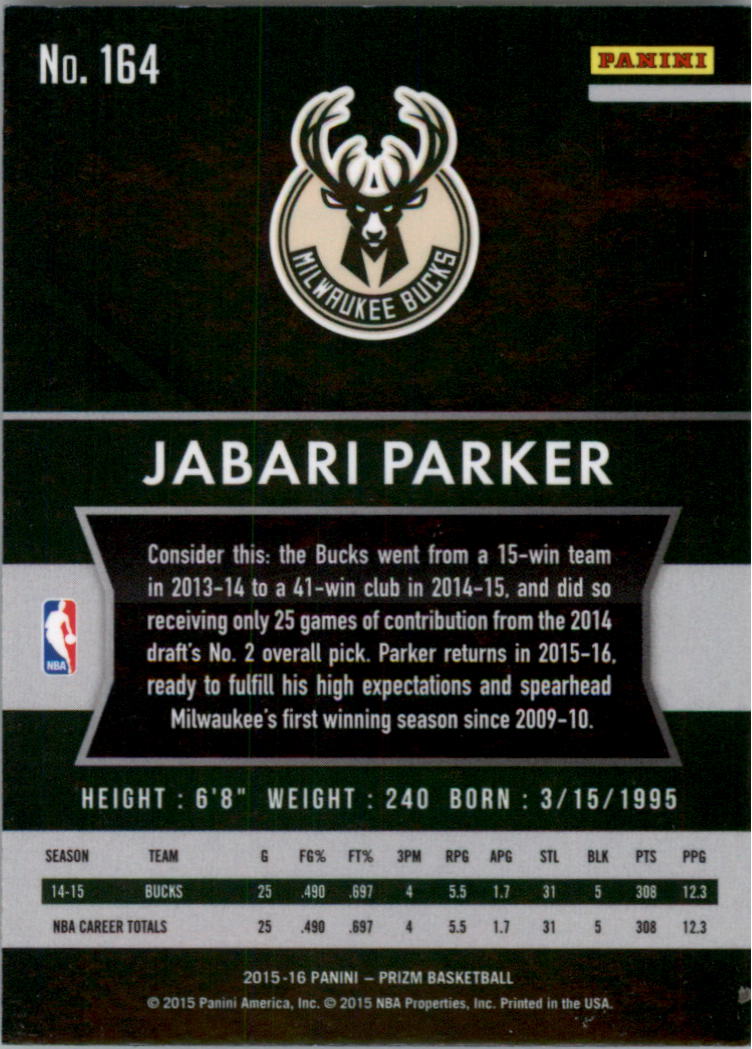 No. 164
PANINI
MILWAUKEE BUCKS
JABARI PARKER
Consider this: the Bucks went from a 15-win team
in 2013-14 to a 41-win club in 2014-15, and did so
receiving only 25 games of contribution from the 2014
draft's No. 2 overall pick. Parker returns in 2015-16,
ready to fulfill his high expectations and spearhead
Milwaukee's first winning season since 2009-10.
NBA
HEIGHT : 6'8" WEIGHT : 240 BORN : 3/15/1995
SEASON TEAM G FG% FT% 3PM RPG APG STL BLK PTS PPG
14-15 BUCKS 25 .490 .697 4 5.5 1.7 31 5 308 12.3
NBA CAREER TOTALS 25 .490 .697 4 5.5 1.7 31 5 308 12.3
2015-16 PANINI – PRIZM BASKETBALL
© 2015 Panini America, Inc. © 2015 NBA Properties, Inc. Printed in the USA.